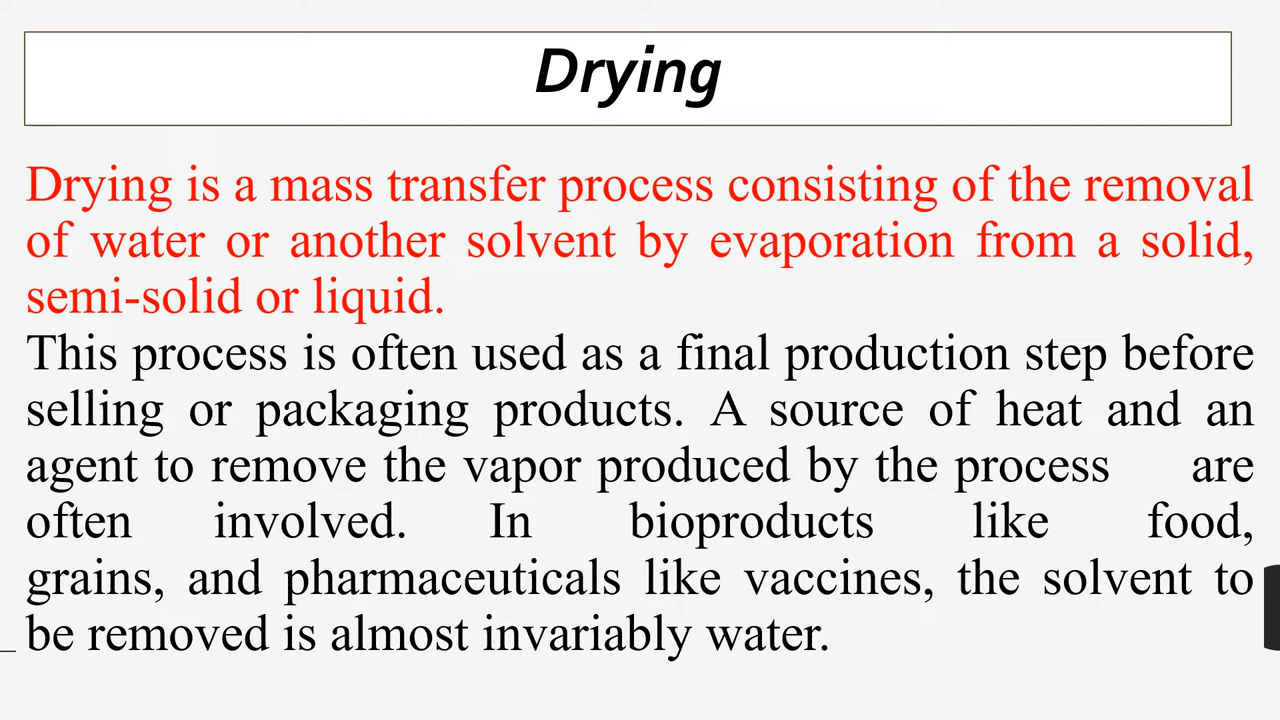 Drying
Drying is a mass transfer process consisting of the removal
of water or another solvent by evaporation from a solid,
semi-solid or liquid.
This process is often used as a final production step before
selling or packaging products. A source of heat and an
agent to remove the vapor produced by the process are
often involved. In bioproducts like food,
grains, and pharmaceuticals like vaccines, the solvent to
be removed is almost invariably water.